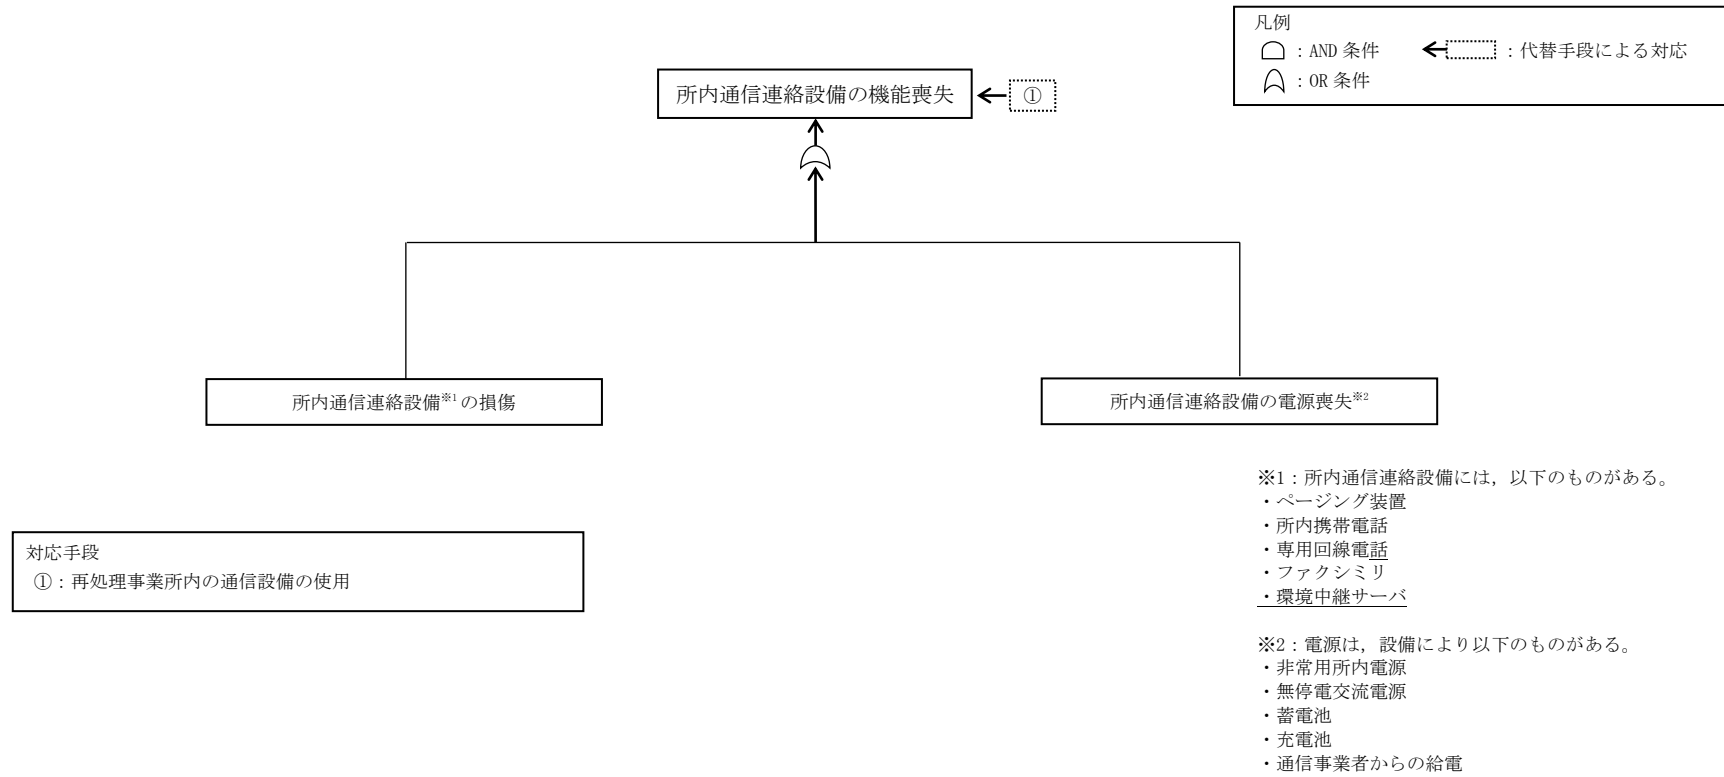 凡例
：AND 条件
：代替手段による対応
：OR 条件
所内通信連絡設備の機能喪失
①
所内通信連絡設備※1の損傷
所内通信連絡設備の電源喪失※2
※1：所内通信連絡設備には，以下のものがある。
・ページング装置
・所内携帯電話
・専用回線電話
・ファクシミリ
・環境中継サーバ
対応手段
①：再処理事業所内の通信設備の使用
※2：電源は，設備により以下のものがある。
・非常用所内電源
・無停電交流電源
・蓄電池
・充電池
・通信事業者からの給電